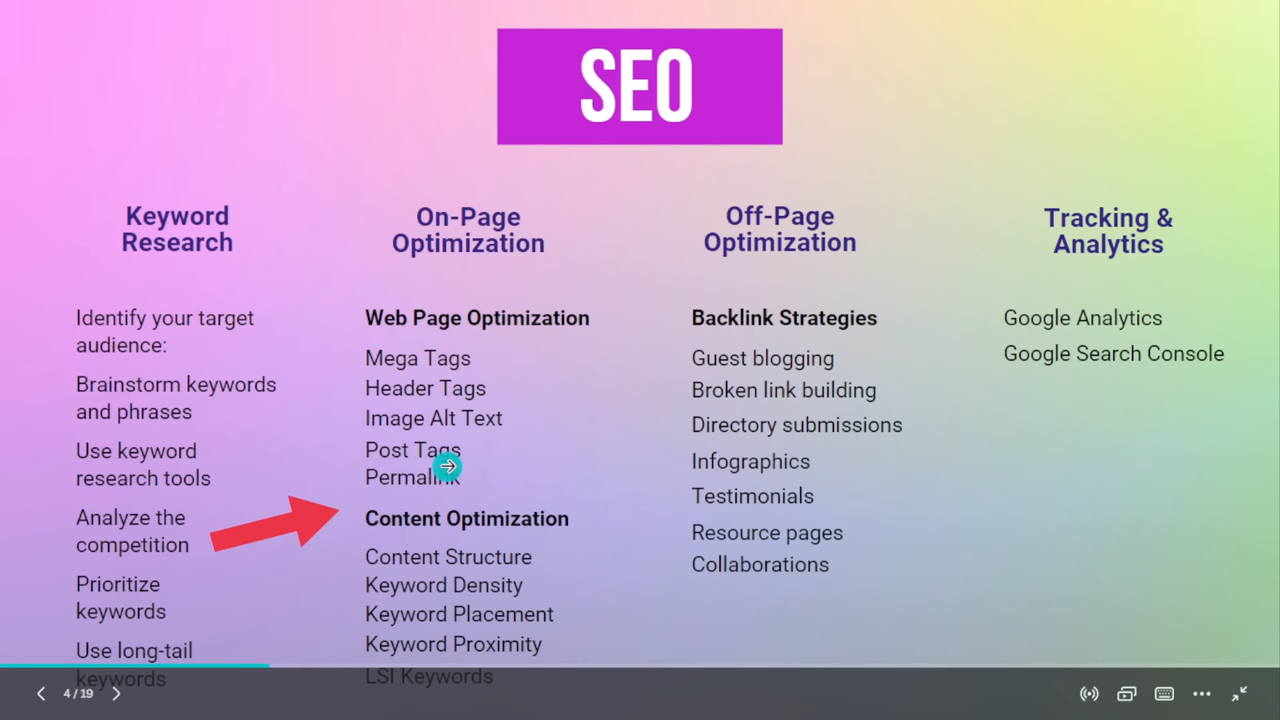 SEO
Keyword
Research
Identify your target
audience:
Brainstorm keywords
and phrases
Use keyword
research tools
Analyze the
competition
Prioritize
keywords
Use long-tail
keywords
On-Page
Optimization
Web Page Optimization
Mega Tags
Header Tags
Image Alt Text
Post Tags
Permalink
Content Optimization
Content Structure
Keyword Density
Keyword Placement
Keyword Proximity
LSI Keywords
Off-Page
Optimization
Backlink Strategies
Guest blogging
Broken link building
Directory submissions
Infographics
Testimonials
Resource pages
Collaborations
Tracking &
Analytics
Google Analytics
Google Search Console
4 / 19